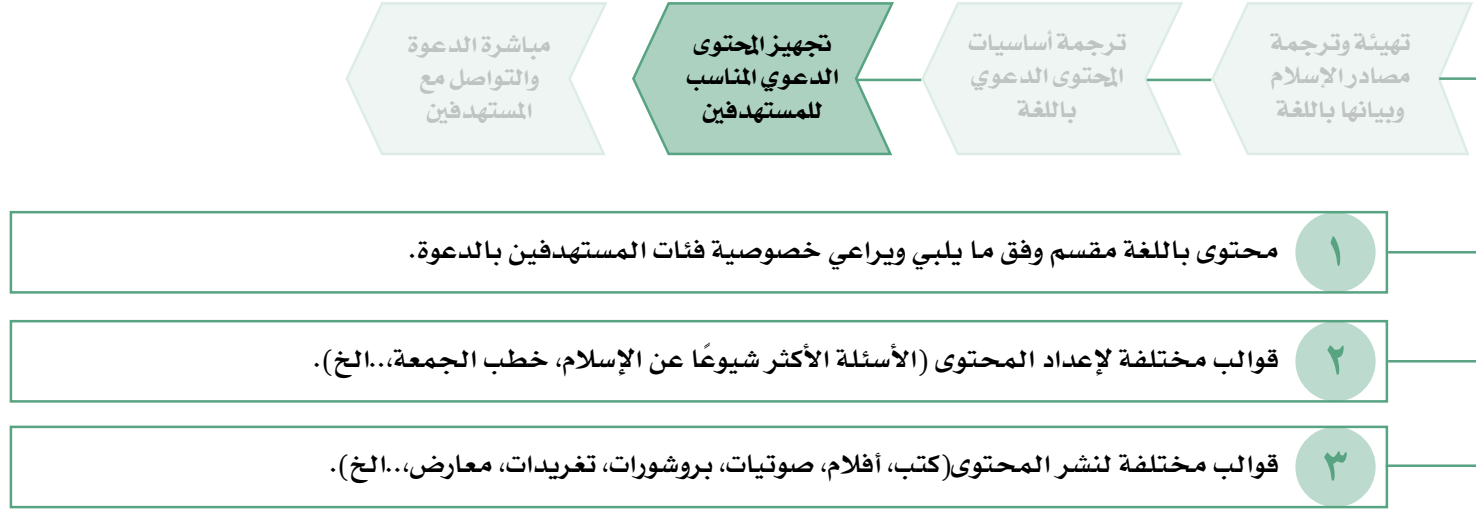 تهيئة وترجمة
مصادر الإسلام
وبيانها باللغة
ترجمة أساسيات
المحتوى الدعوي
باللغة
تجهيز المحتوى
الدعوي المناسب
للمستهدفين
مباشرة الدعوة
والتواصل مع
المستهدفين
١ محتوى باللغة مقسم وفق ما يلبي ويراعي خصوصية فئات المستهدفين بالدعوة.
٢ قوالب مختلفة لإعداد المحتوى (الأسئلة الأكثر شيوعًا عن الإسلام، خطب الجمعة،..الخ).
٣ قوالب مختلفة لنشر المحتوى(كتب، أفلام، صوتيات، بروشورات، تغريدات، معارض،..الخ).